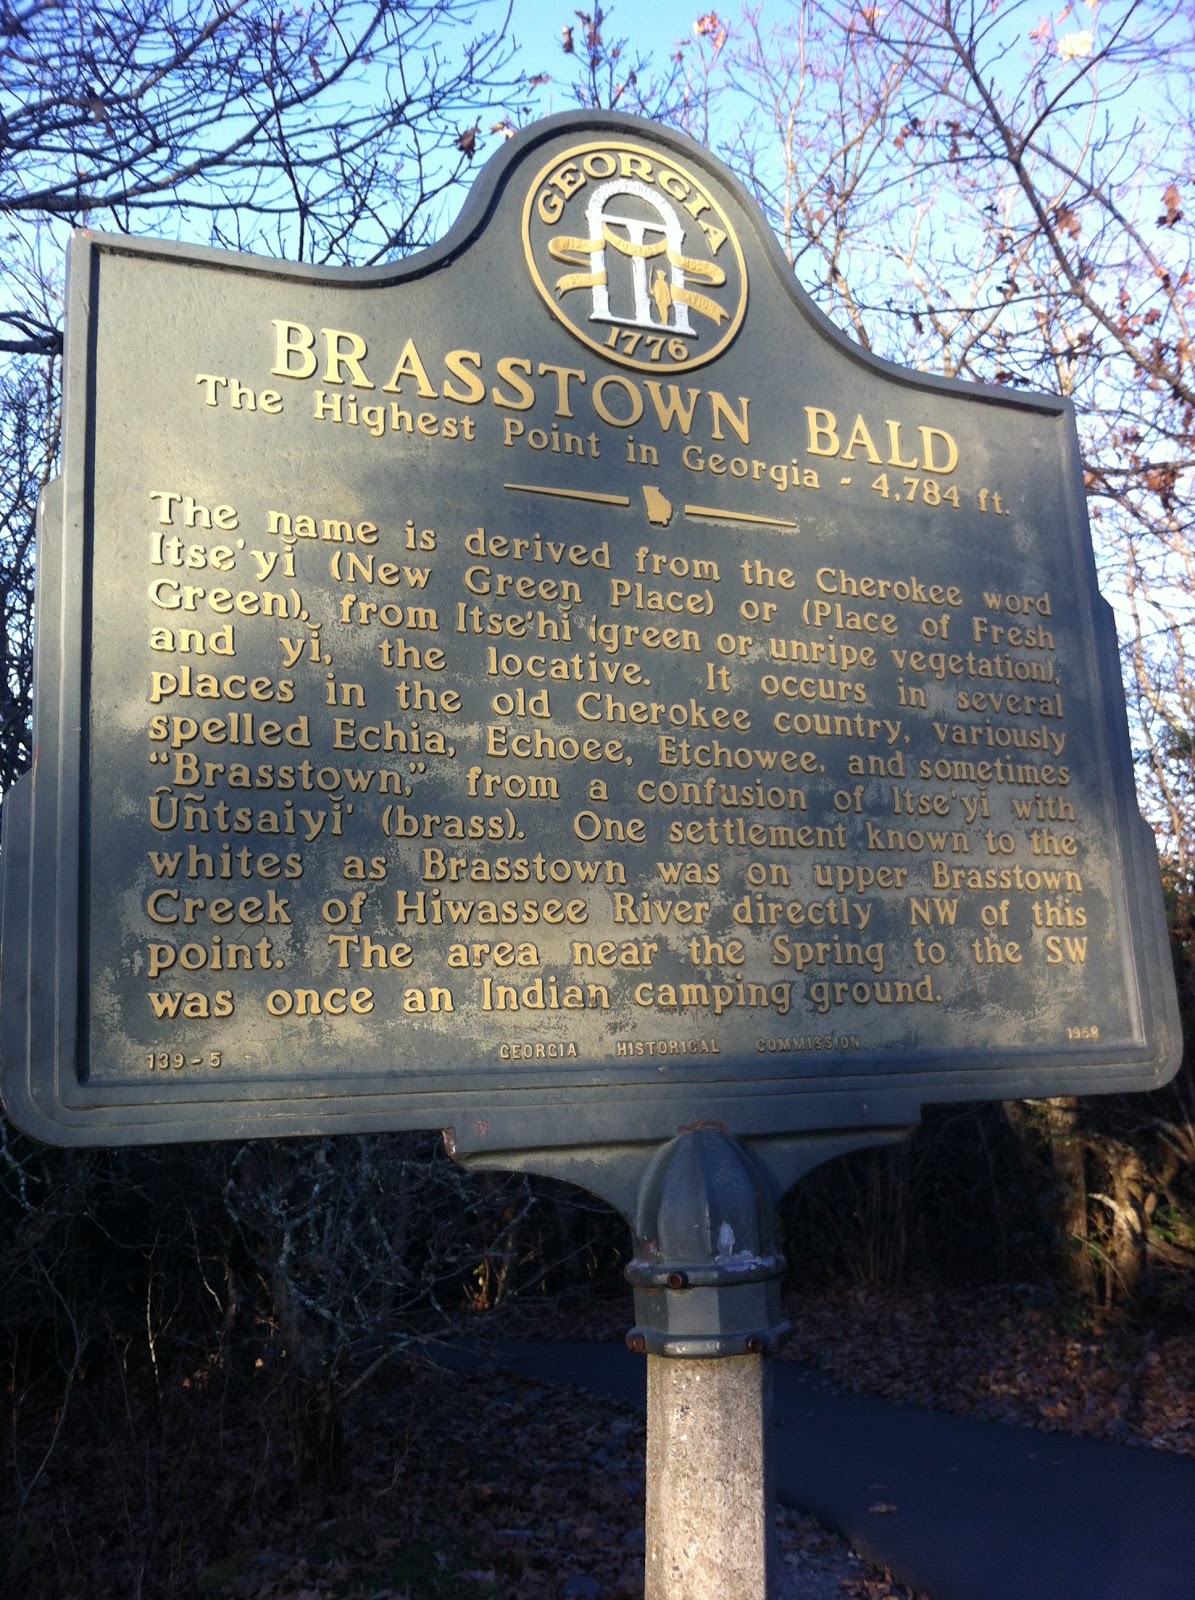 GEORGIA
WISDOM JUSTICE MODERATION
1776
BRASSTOWN BALD
The Highest Point in Georgia - 4,784 ft.
The name is derived from the Cherokee word
Itse'yĭ (New Green Place) or (Place of Fresh
Green), from Itse'hĭ (green or unripe vegetation),
and yĭ, the locative. It occurs in several
places in the old Cherokee country, variously
spelled Echia, Echoee, Etchowee, and sometimes
"Brasstown," from a confusion of Itse'yĭ with
Ûñtsaiyĭ' (brass). One settlement known to the
whites as Brasstown was on upper Brasstown
Creek of Hiwassee River directly NW of this
point. The area near the Spring to the SW
was once an Indian camping ground.
139-5 GEORGIA HISTORICAL COMMISSION 1958